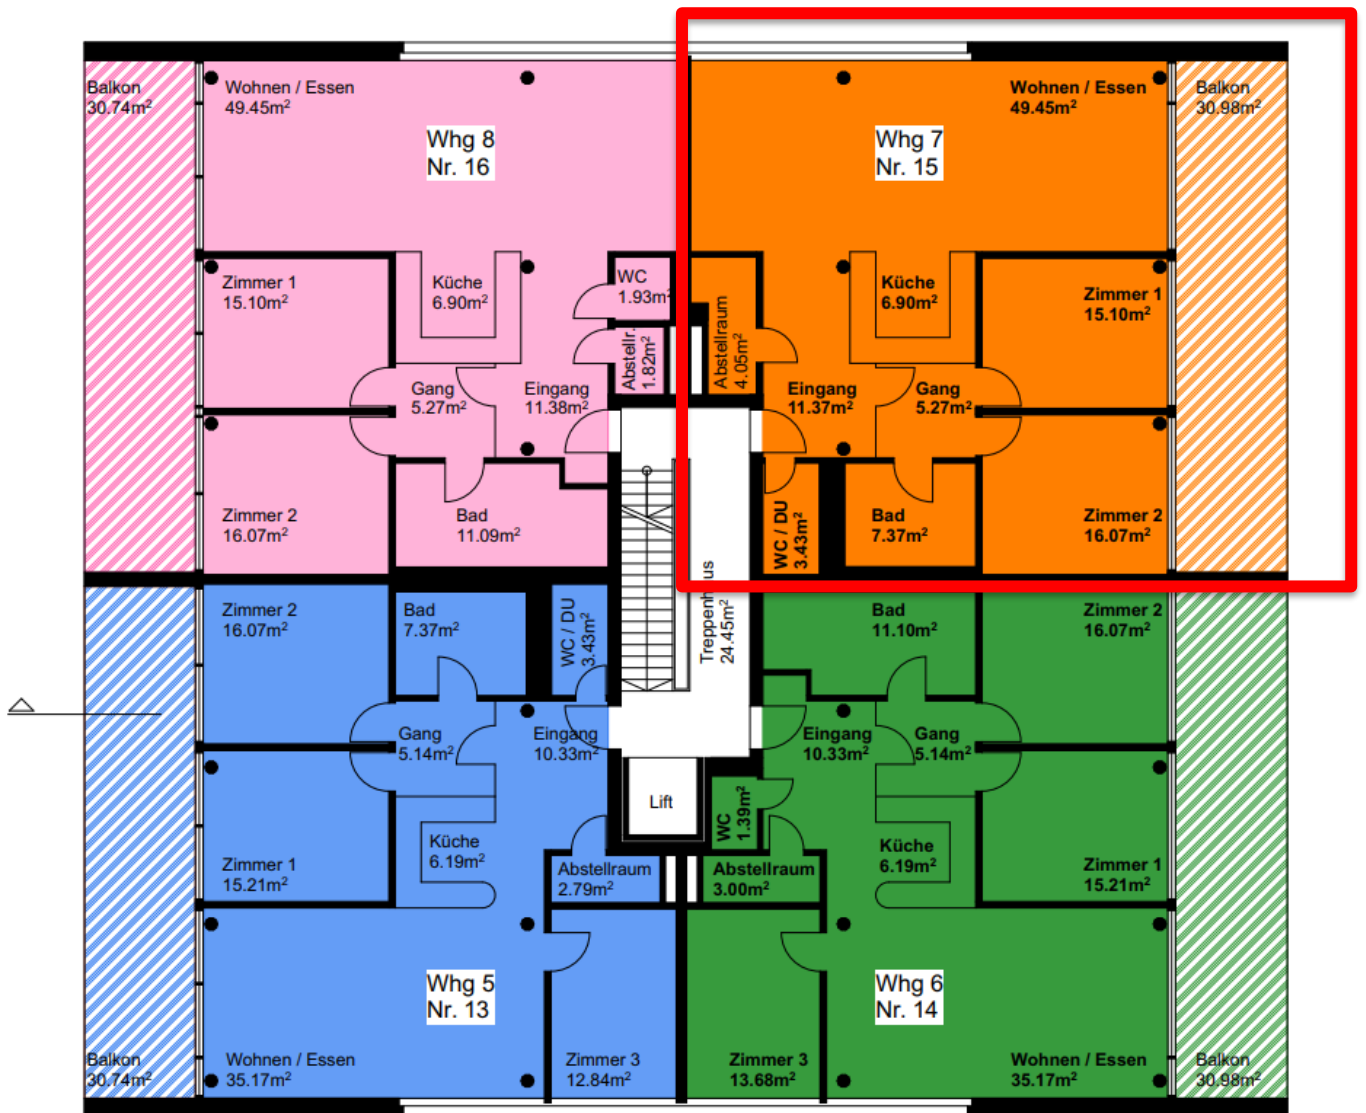 Balkon
30.74m²
Wohnen / Essen
49.45m²
Whg 8
Nr. 16
Zimmer 1
15.10m²
Küche
6.90m²
WC
1.93m²
Abstellr.
1.82m²
Gang
5.27m²
Eingang
11.38m²
Zimmer 2
16.07m²
Bad
11.09m²
Wohnen / Essen
49.45m²
Balkon
30.98m²
Whg 7
Nr. 15
Abstellraum
4.05m²
Küche
6.90m²
Zimmer 1
15.10m²
Eingang
11.37m²
Gang
5.27m²
WC / DU
3.43m²
Bad
7.37m²
Zimmer 2
16.07m²
Treppenhaus
24.45m²
Zimmer 2
16.07m²
Bad
7.37m²
WC / DU
3.43m²
Gang
5.14m²
Eingang
10.33m²
Lift
Zimmer 1
15.21m²
Küche
6.19m²
Abstellraum
2.79m²
Whg 5
Nr. 13
Balkon
30.74m²
Wohnen / Essen
35.17m²
Zimmer 3
12.84m²
Bad
11.10m²
Zimmer 2
16.07m²
Eingang
10.33m²
Gang
5.14m²
WC
1.39m²
Küche
6.19m²
Zimmer 1
15.21m²
Abstellraum
3.00m²
Whg 6
Nr. 14
Zimmer 3
13.68m²
Wohnen / Essen
35.17m²
Balkon
30.98m²